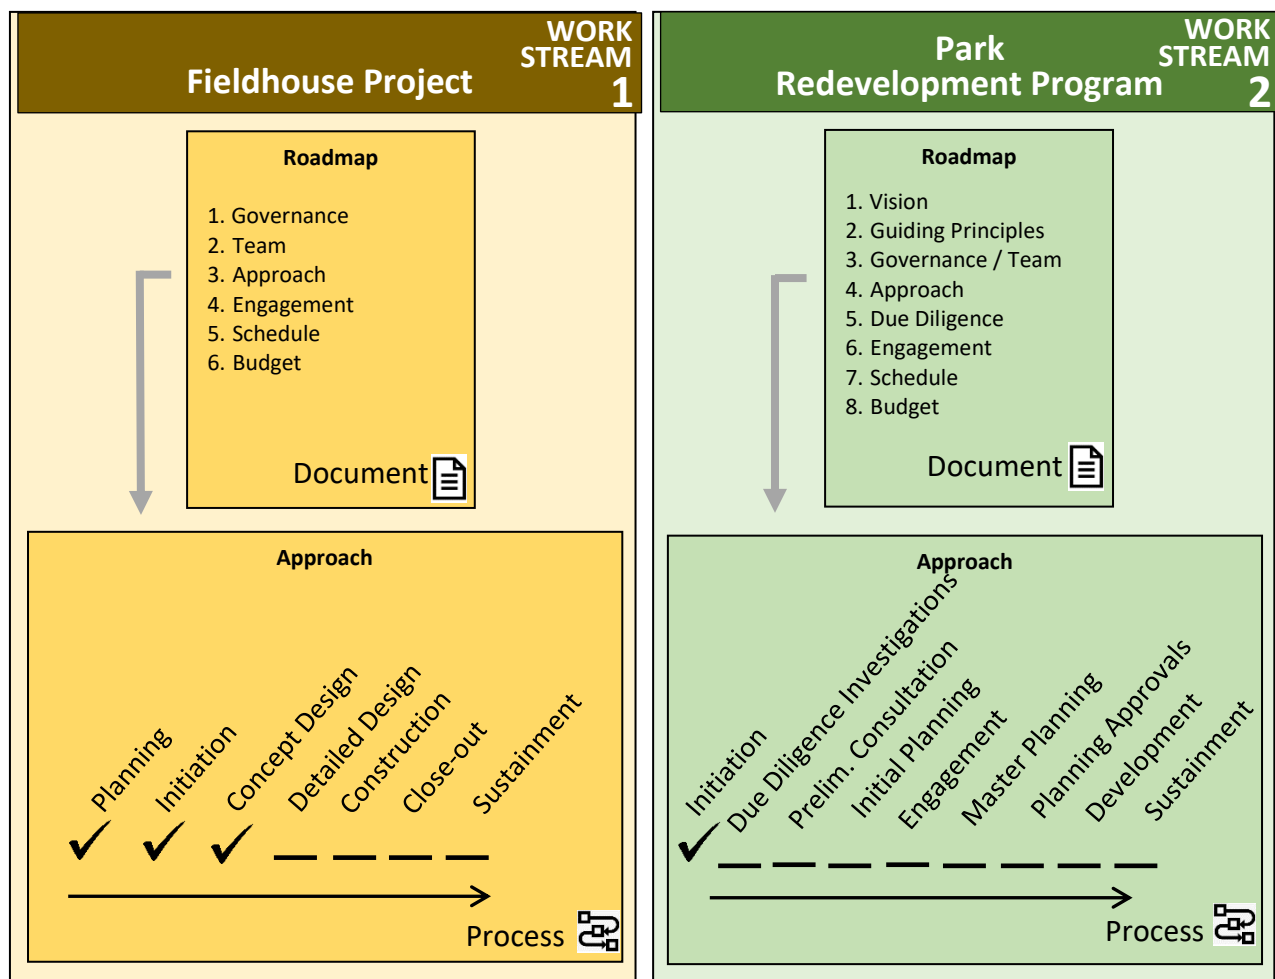 WORK
STREAM
1
Fieldhouse Project
Roadmap
1. Governance
2. Team
3. Approach
4. Engagement
5. Schedule
6. Budget
Document
Approach
Planning
Initiation
Concept Design
Detailed Design
Construction
Close-out
Sustainment
Process
WORK
STREAM
2
Park
Redevelopment Program
Roadmap
1. Vision
2. Guiding Principles
3. Governance / Team
4. Approach
5. Due Diligence
6. Engagement
7. Schedule
8. Budget
Document
Approach
Initiation
Due Diligence Investigations
Prelim. Consultation
Initial Planning
Engagement
Master Planning
Planning Approvals
Development
Sustainment
Process